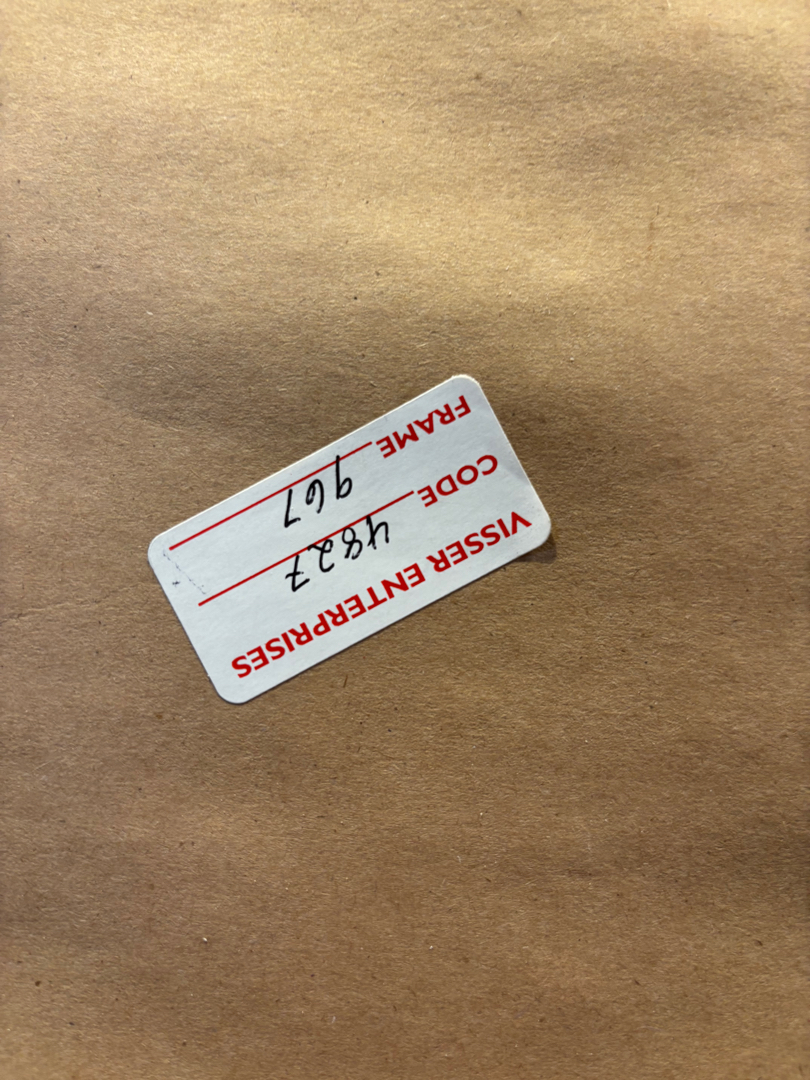 VISSER ENTERPRISES
CODE 4827
FRAME 967